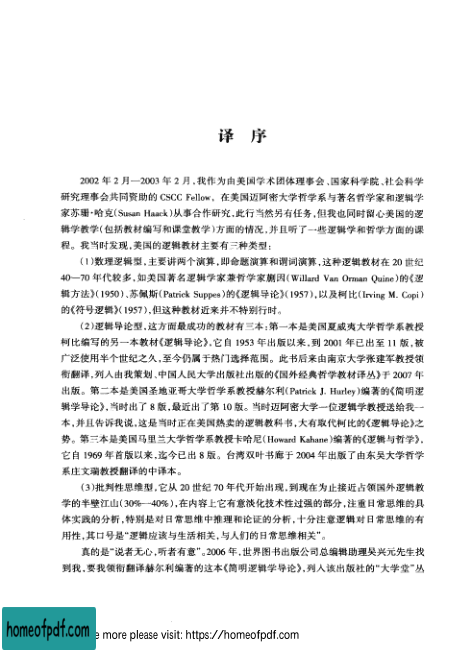 译 序
2002 年 2 月—2003 年 2 月,我作为由美国学术团体理事会、国家科学院、社会科学
研究理事会共同资助的 CSCC Fellow, 在美国迈阿密大学哲学系与著名哲学家和逻辑学
家苏珊·哈克(Susan Haack)从事合作研究,此行当然另有任务,但我也同时留心美国的逻
辑学教学(包括教材编写和课堂教学)方面的情况,并且听了一些逻辑学和哲学方面的课
程。我当时发现,美国的逻辑教材主要有三种类型:
(1)数理逻辑型,主要讲两个演算,即命题演算和谓词演算,这种逻辑教材在 20 世纪
40—70 年代较多,如美国著名逻辑学家兼哲学家蒯因(Willard Van Orman Quine)的《逻
辑方法》(1950)、苏佩斯(Patrick Suppes)的《逻辑导论》(1957),以及柯比(Irving M. Copi)
的《符号逻辑》(1957),但这种教材近来并不特别行时。
(2)逻辑导论型,这方面最成功的教材有三本:第一本是美国夏威夷大学哲学系教授
柯比编写的另一本教材《逻辑导论》,它自 1953 年出版以来,到 2001 年已出至 11 版,被
广泛使用半个世纪之久,至今仍属于热门选择范围。此书后来由南京大学张建军教授领
衔翻译,列入由我策划、中国人民大学出版社出版的《国外经典哲学教材译丛》于 2007 年
出版。第二本是美国圣地亚哥大学哲学系教授赫尔利(Patrick J. Hurley)编著的《简明逻
辑学导论》,当时出了 8 版,最近出了第 10 版。当时迈阿密大学一位逻辑学教授送给我一
本,并且告诉我说,这是当时正在美国热卖的逻辑教科书,大有取代柯比的《逻辑导论》之
势。第三本是美国马里兰大学哲学系教授卡哈尼(Howard Kahane)编著的《逻辑与哲学》,
它自 1969 年首版以来,迄今已出 8 版。台湾双叶书廊于 2004 年出版了由东吴大学哲学
系庄文瑞教授翻译的中译本。
(3)批判性思维型,它从 20 世纪 70 年代开始出现,到现在为止接近占领国外逻辑教
学的半壁江山(30%—40%),在内容上它有意淡化技术性过强的部分,注重日常思维的具
体实践的分析,特别是对日常思维中推理和论证的分析,十分注意逻辑对日常思维的有
用性,其口号是“逻辑应该与生活相关,与人们的日常思维相关”。
真的是“说者无心,听者有意”。2006 年,世界图书出版公司总编辑助理吴兴元先生找
到我,要我领衔翻译赫尔利编著的这本《简明逻辑学导论》,列入该出版社的“大学堂”丛
homeofpdf.com
e more please visit: https://homeofpdf.com